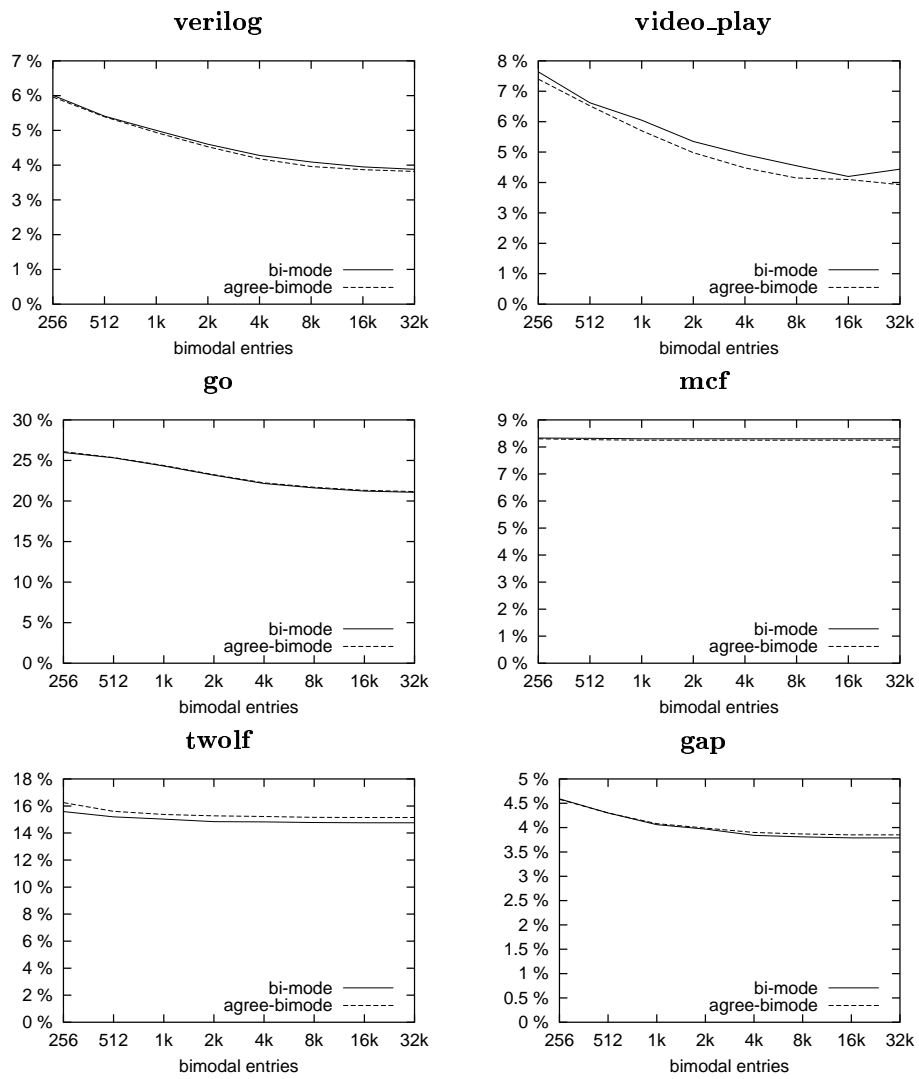 verilog
7 %
6 %
5 %
4 %
3 %
2 %
1 %
0 %
bi-mode
agree-bimode
256 512 1k 2k 4k 8k 16k 32k
bimodal entries
video_play
8 %
7 %
6 %
5 %
4 %
3 %
2 %
1 %
0 %
bi-mode
agree-bimode
256 512 1k 2k 4k 8k 16k 32k
bimodal entries
go
30 %
25 %
20 %
15 %
10 %
5 %
0 %
bi-mode
agree-bimode
256 512 1k 2k 4k 8k 16k 32k
bimodal entries
mcf
9 %
8 %
7 %
6 %
5 %
4 %
3 %
2 %
1 %
0 %
bi-mode
agree-bimode
256 512 1k 2k 4k 8k 16k 32k
bimodal entries
twolf
18 %
16 %
14 %
12 %
10 %
8 %
6 %
4 %
2 %
0 %
bi-mode
agree-bimode
256 512 1k 2k 4k 8k 16k 32k
bimodal entries
gap
5 %
4.5 %
4 %
3.5 %
3 %
2.5 %
2 %
1.5 %
1 %
0.5 %
0 %
bi-mode
agree-bimode
256 512 1k 2k 4k 8k 16k 32k
bimodal entries